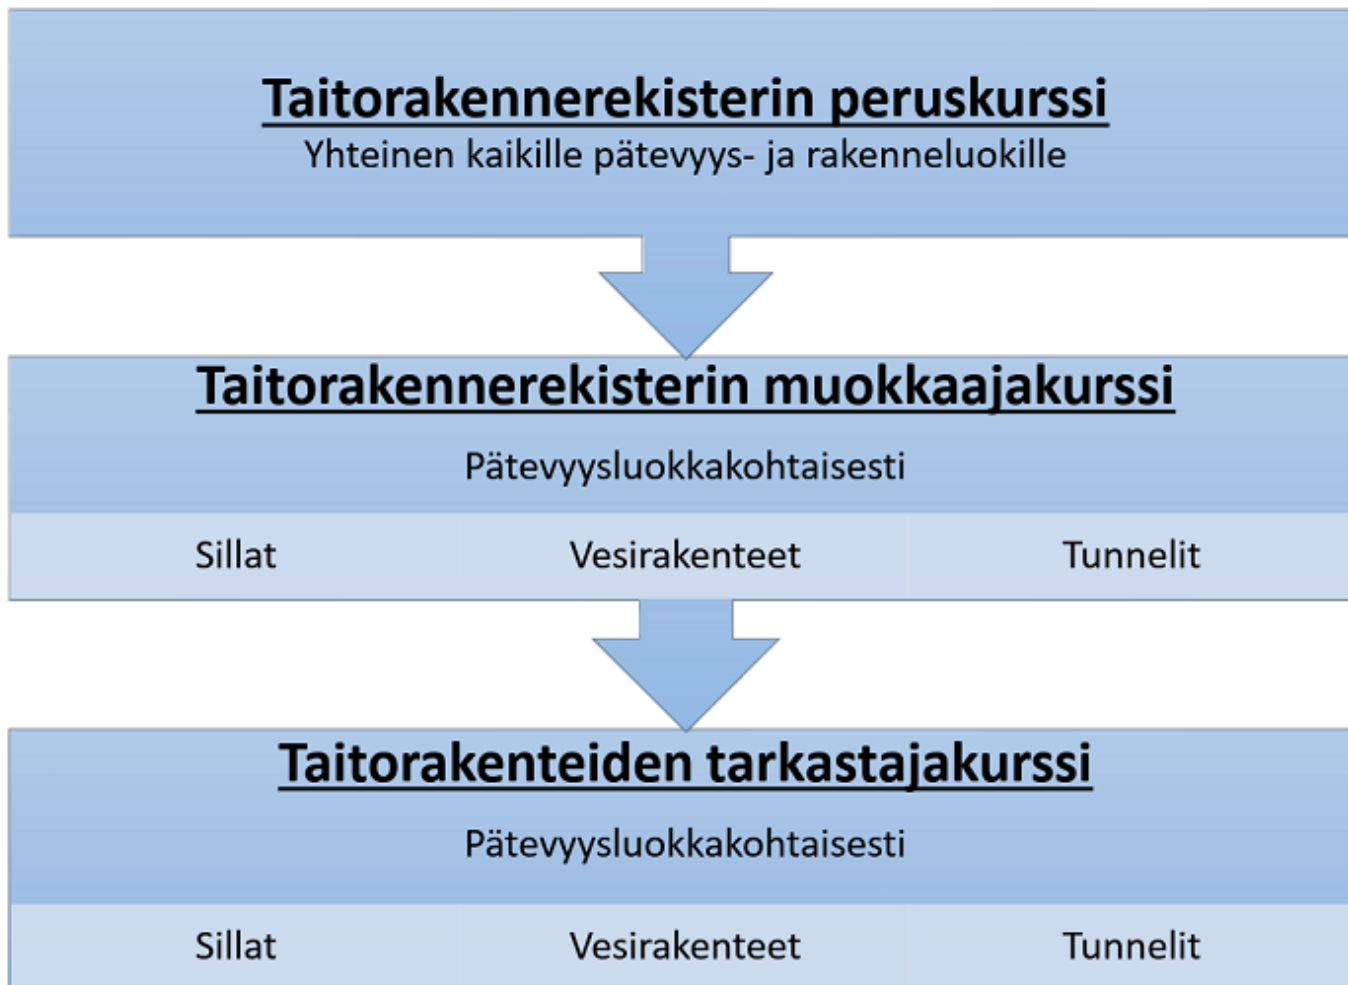 Taitorakennerekisterin peruskurssi
Yhteinen kaikille pätevyys- ja rakenneluokille
Taitorakennerekisterin muokkaajakurssi
Pätevyysluokkakohtaisesti
Sillat Vesirakenteet Tunnelit
Taitorakenteiden tarkastajakurssi
Pätevyysluokkakohtaisesti
Sillat Vesirakenteet Tunnelit